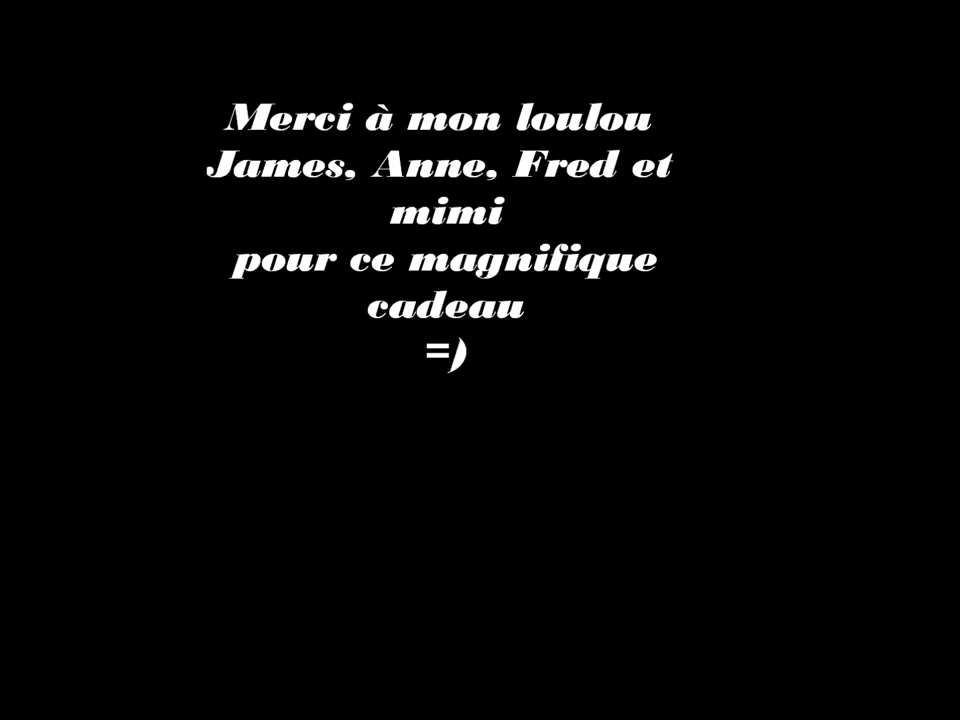 Merci à mon loulou
James, Anne, Fred et
mimi
pour ce magnifique
cadeau
=)